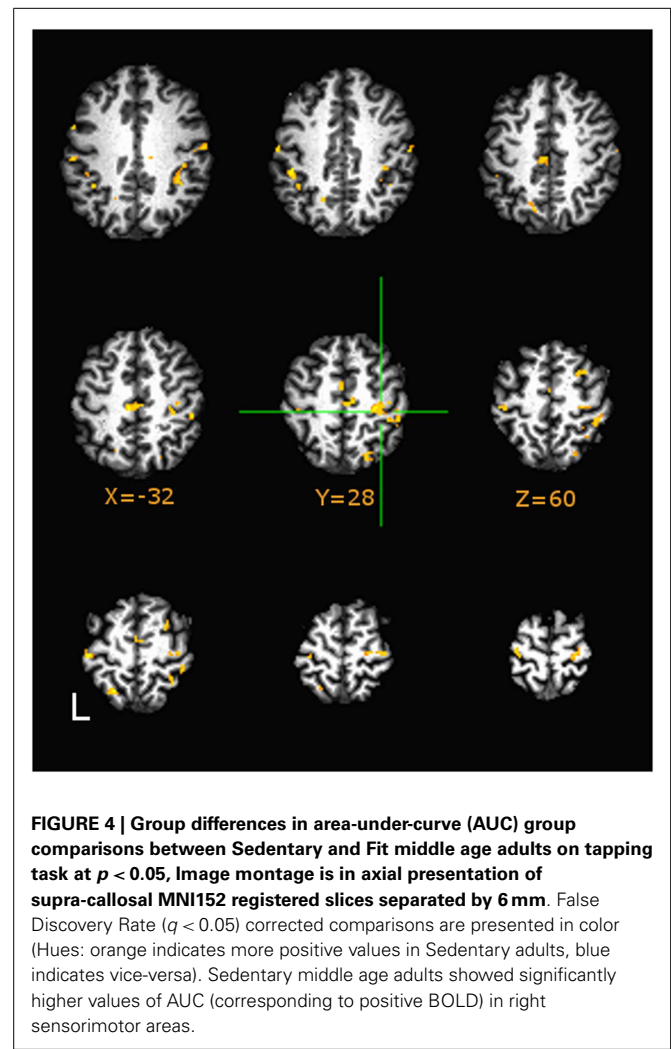 X=-32
Y=28
Z=60
L
FIGURE 4 | Group differences in area-under-curve (AUC) group
comparisons between Sedentary and Fit middle age adults on tapping
task at p < 0.05, Image montage is in axial presentation of
supra-callosal MNI152 registered slices separated by 6 mm. False
Discovery Rate (q < 0.05) corrected comparisons are presented in color
(Hues: orange indicates more positive values in Sedentary adults, blue
indicates vice-versa). Sedentary middle age adults showed significantly
higher values of AUC (corresponding to positive BOLD) in right
sensorimotor areas.